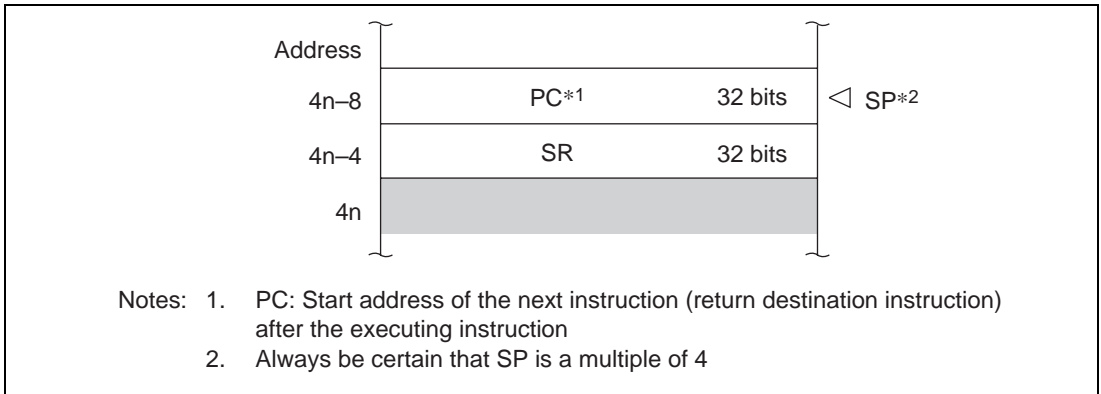 Address
4n–8 PC*1 32 bits SP*2
4n–4 SR 32 bits
4n
Notes: 1. PC: Start address of the next instruction (return destination instruction)
after the executing instruction
2. Always be certain that SP is a multiple of 4